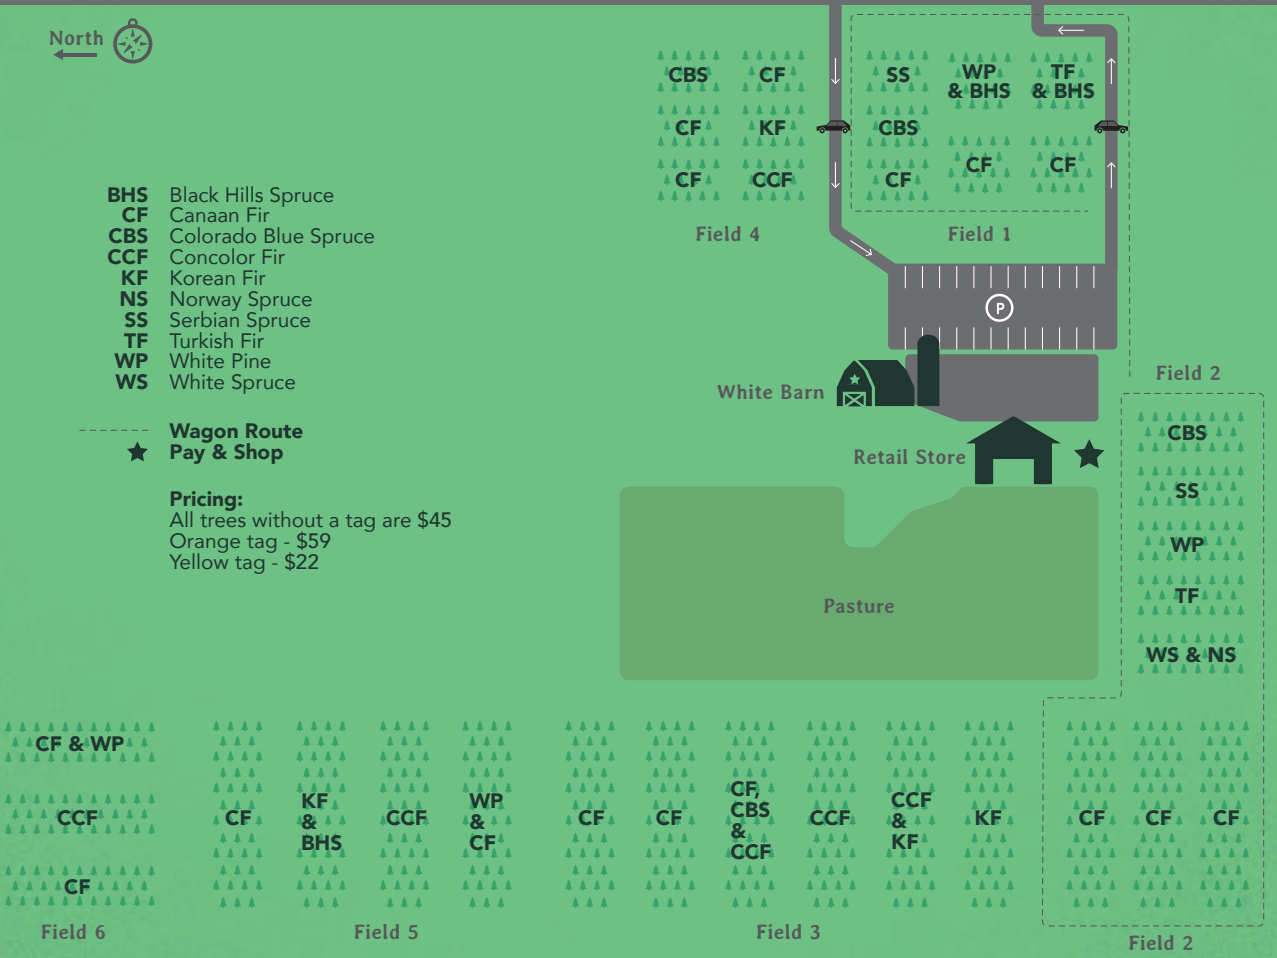 North
CBS
CF
CF
KF
CF
CCF
Field 4
SS
WP
& BHS
TF
& BHS
CBS
CF
CF
CF
Field 1
BHS Black Hills Spruce
CF Canaan Fir
CBS Colorado Blue Spruce
CCF Concolor Fir
KF Korean Fir
NS Norway Spruce
SS Serbian Spruce
TF Turkish Fir
WP White Pine
WS White Spruce
Wagon Route
Pay & Shop
Pricing:
All trees without a tag are $45
Orange tag - $59
Yellow tag - $22
P
White Barn
Retail Store
Pasture
Field 2
CBS
SS
WP
TF
WS & NS
CF & WP
CCF
CF
Field 6
CF
KF
&
BHS
CCF
WP
&
CF
Field 5
CF
CF
CF,
CBS
&
CCF
CCF
CCF
&
KF
KF
Field 3
CF
CF
CF
Field 2